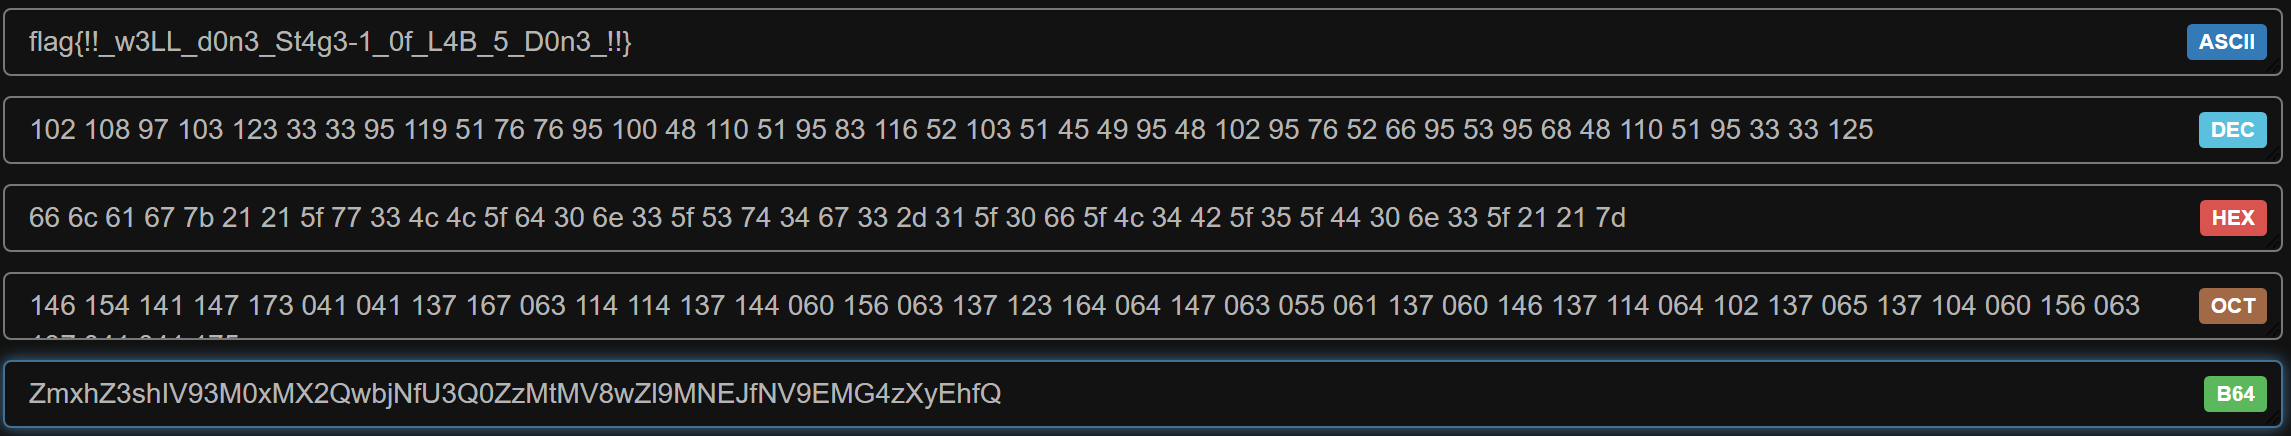 flag{!!_w3LL_d0n3_St4g3-1_0f_L4B_5_D0n3_!!}
ASCII
102 108 97 103 123 33 33 95 119 51 76 76 95 100 48 110 51 95 83 116 52 103 51 45 49 95 48 102 95 76 52 66 95 53 95 68 48 110 51 95 33 33 125
DEC
66 6c 61 67 7b 21 21 5f 77 33 4c 4c 5f 64 30 6e 33 5f 53 74 34 67 33 2d 31 5f 30 66 5f 4c 34 42 5f 35 5f 44 30 6e 33 5f 21 21 7d
HEX
146 154 141 147 173 041 041 137 167 063 114 114 137 144 060 156 063 137 123 164 064 147 063 055 061 137 060 146 137 114 064 102 137 065 137 104 060 156 063
OCT
ZmxhZ3shIV93M0xMX2QwbjNfU3Q0ZzMtMV8wZl9MNEJfNV9EMG4zXyEhfQ
B64